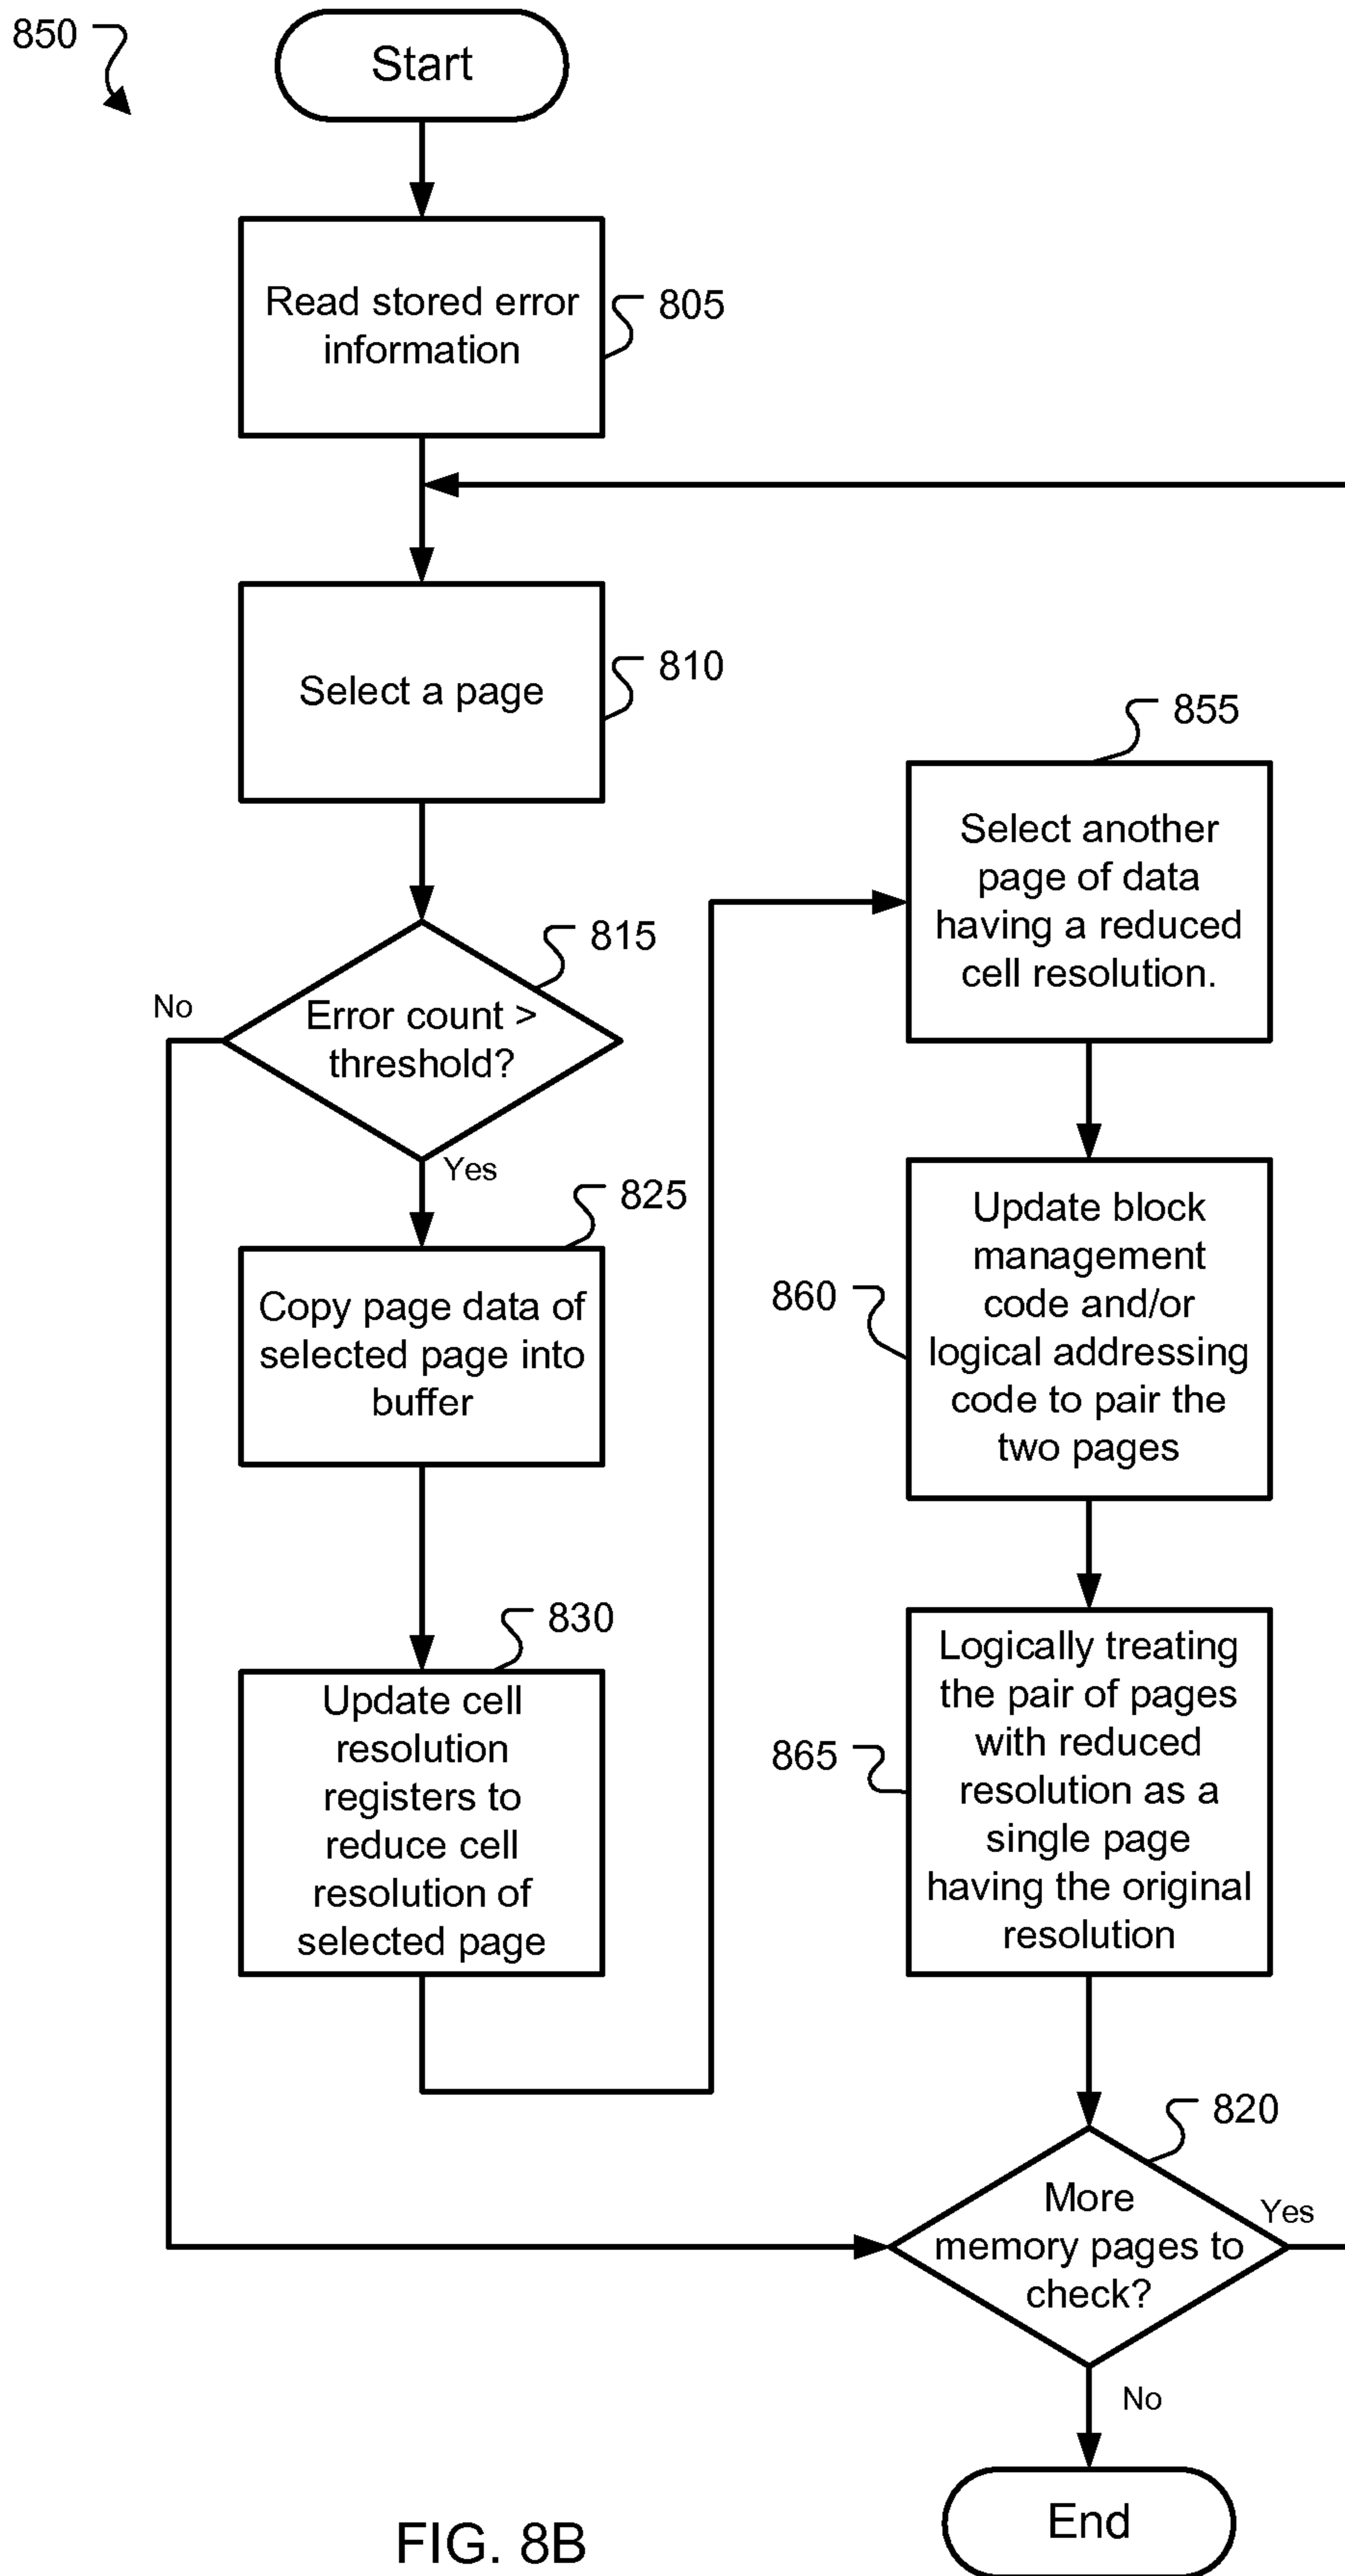 850
Start
Read stored error
information
805
Select a page
810
815
Error count >
threshold?
No
Yes
825
Copy page data of
selected page into
buffer
830
Update cell
resolution
registers to
reduce cell
resolution of
selected page
855
Select another
page of data
having a reduced
cell resolution.
860
Update block
management
code and/or
logical addressing
code to pair the
two pages
865
Logically treating
the pair of pages
with reduced
resolution as a
single page
having the original
resolution
820
More
memory pages to
check?
Yes
No
End
FIG. 8B